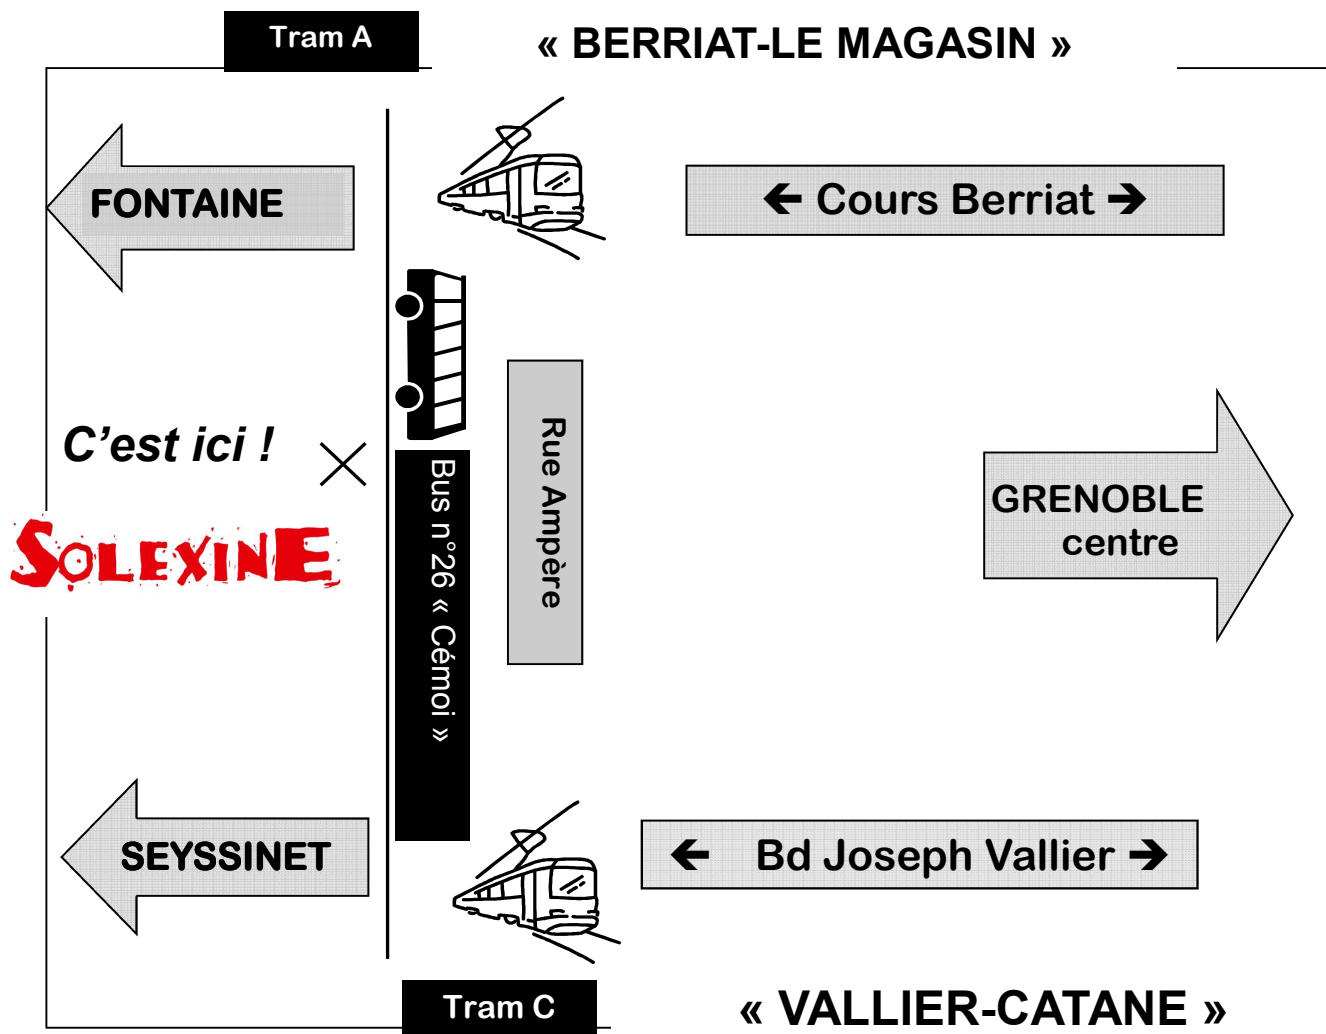 Tram A
« BERRIAT-LE MAGASIN »
FONTAINE
← Cours Berriat →
C’est ici !
SOLEXINE
Bus n°26 « Cémoi »
Rue Ampère
GRENOBLE
centre
SEYSSINET
← Bd Joseph Vallier →
Tram C
« VALLIER-CATANE »